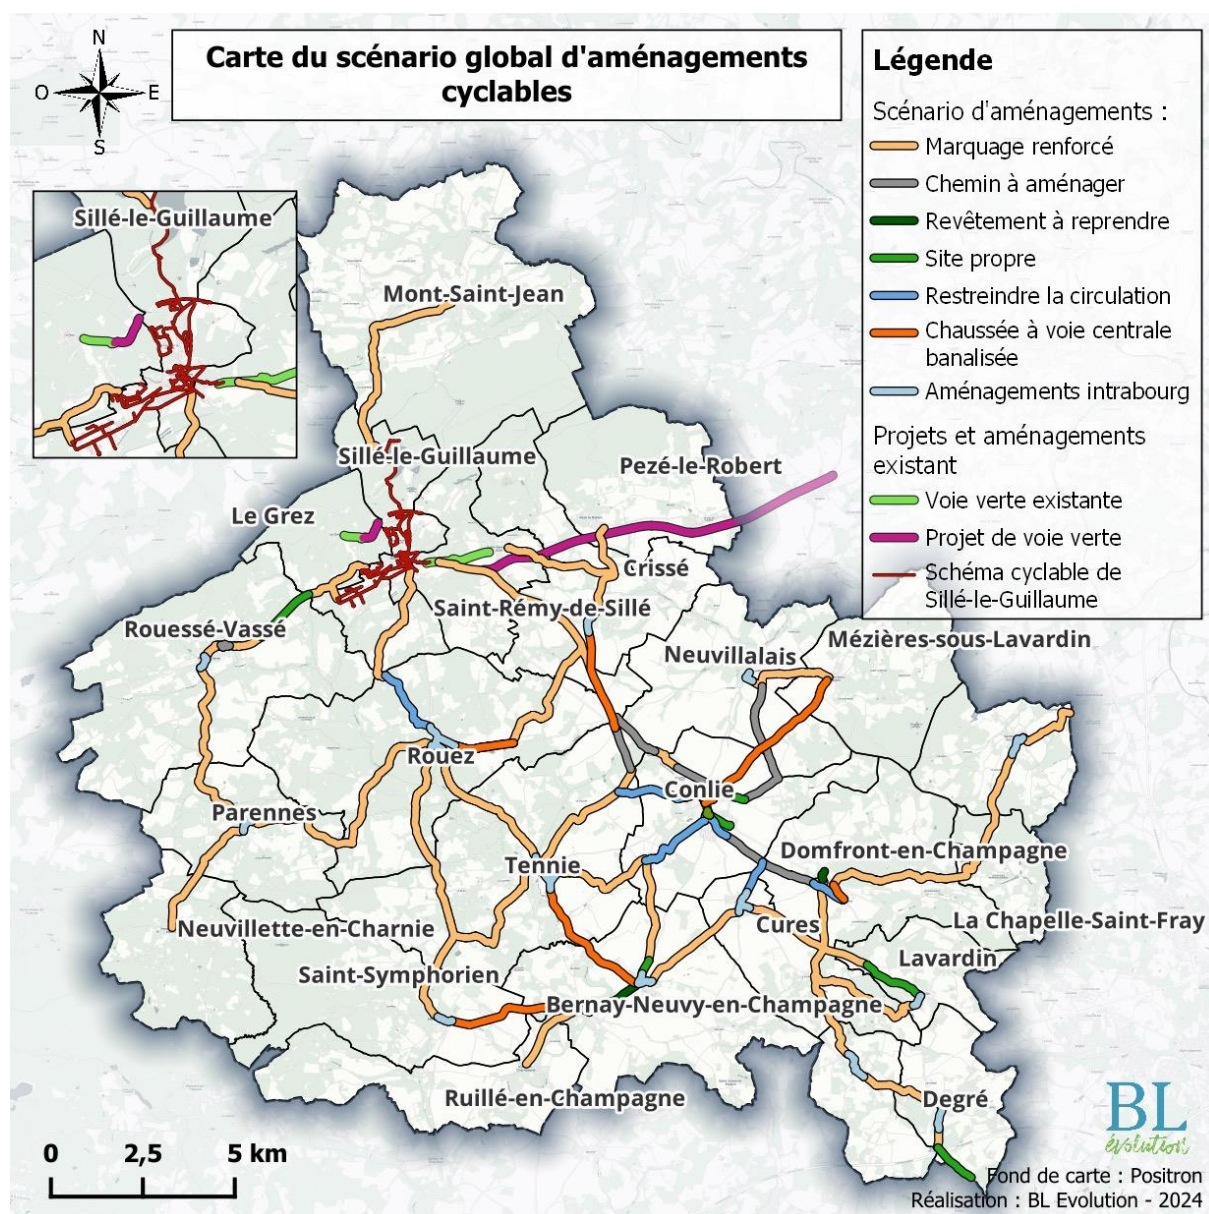 Carte du scénario global d'aménagements
cyclables
N
O
E
S
Légende
Scénario d'aménagements :
Marquage renforcé
Chemin à aménager
Revêtement à reprendre
Site propre
Restreindre la circulation
Chaussée à voie centrale
banalisée
Aménagements intrabourg
Projets et aménagements
existant
Voie verte existante
Projet de voie verte
Schéma cyclable de
Sillé-le-Guillaume
Sillé-le-Guillaume
Mont-Saint-Jean
Sillé-le-Guillaume
Pezé-le-Robert
Le Grez
Crissé
Saint-Rémy-de-Sillé
Rouessé-Vassé
Mézières-sous-Lavardin
Neuvillalais
Rouez
Conlie
Parennes
Domfront-en-Champagne
Tennie
La Chapelle-Saint-Fray
Cures
Neuvillette-en-Charnie
Lavardin
Saint-Symphorien
Bernay-Neuvy-en-Champagne
Ruillé-en-Champagne
Degré
BL
évolution
0 2,5 5 km
Fond de carte : Positron
Réalisation : BL Evolution - 2024